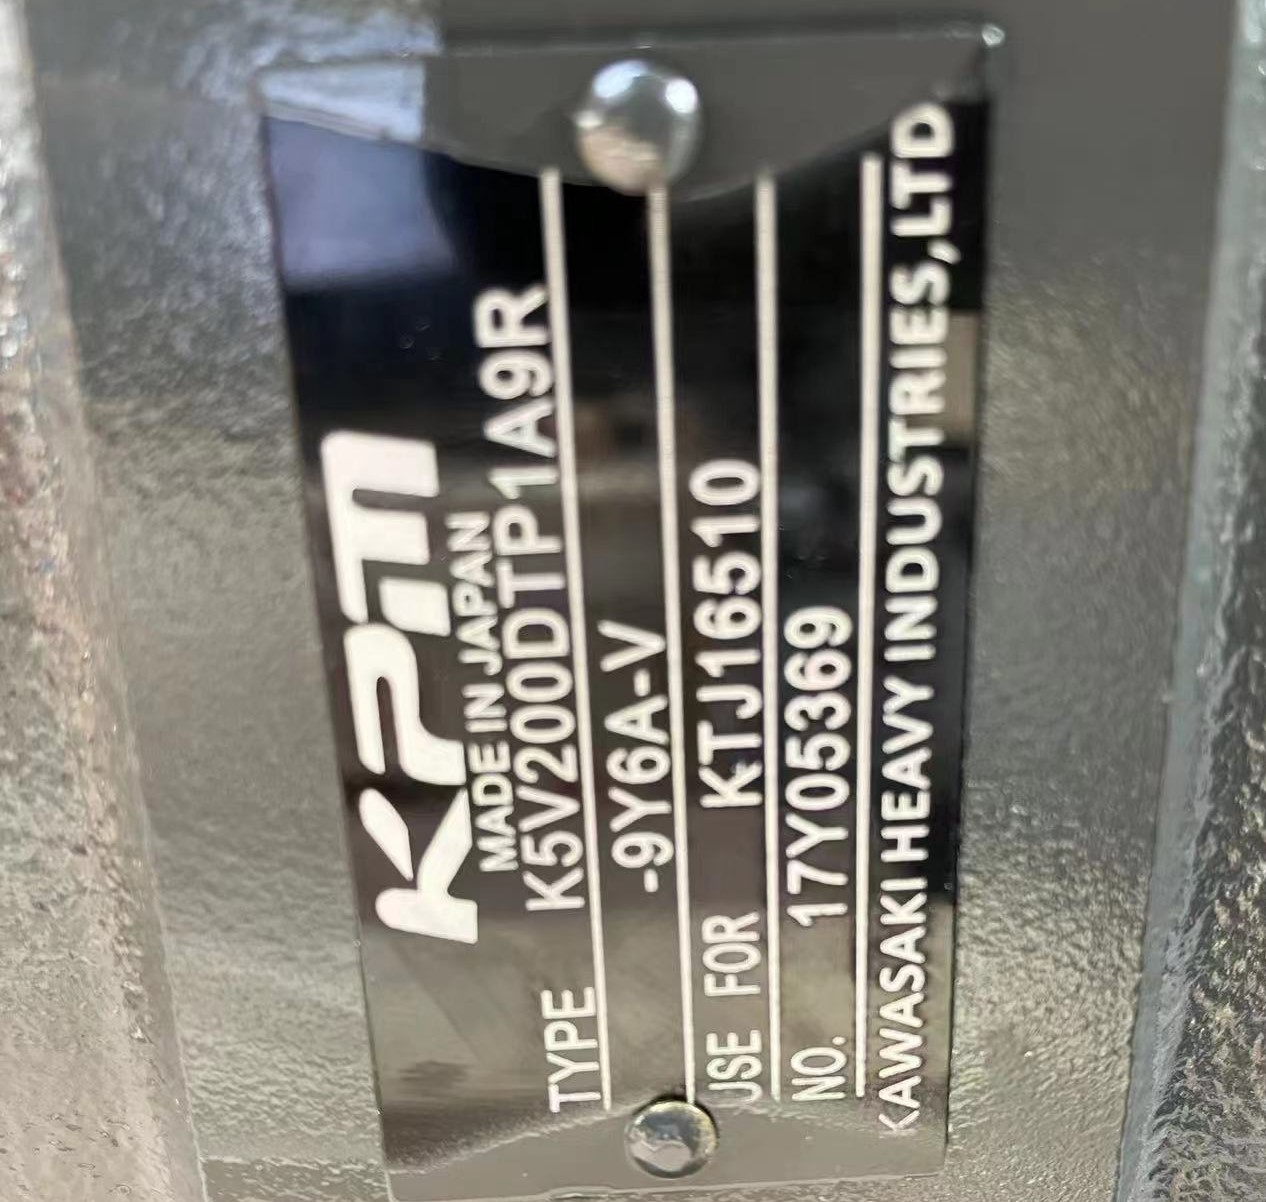 KPM
MADE IN JAPAN
TYPE K5V200DTP1A9R
-9Y6A-V
USE FOR KTJ16510
NO. 17Y05369
KAWASAKI HEAVY INDUSTRIES,LTD